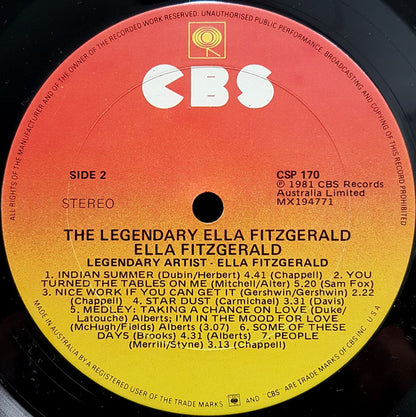 ALL RIGHTS OF THE MANUFACTURER AND OF THE OWNER OF THE RECORDED WORK RESERVED. UNAUTHORISED PUBLIC PERFORMANCE, BROADCASTING AND COPYING OF THIS RECORD PROHIBITED
CBS
SIDE 2
STEREO
CSP 170
℗ 1981 CBS Records
Australia Limited
MX194771
THE LEGENDARY ELLA FITZGERALD
ELLA FITZGERALD
LEGENDARY ARTIST - ELLA FITZGERALD
1. INDIAN SUMMER (Dubin/Herbert) 4.41 (Chappell) 2. YOU
TURNED THE TABLES ON ME (Mitchell/Alter) 5.20 (Sam Fox)
3. NICE WORK IF YOU CAN GET IT (Gershwin/Gershwin) 2.22
(Chappell) 4. STAR DUST (Carmichael) 3.31 (Davis)
5. MEDLEY: TAKING A CHANCE ON LOVE (Duke/
Latouche) Alberts; I'M IN THE MOOD FOR LOVE
(McHugh/Fields) Alberts (3.07) 6. SOME OF THESE
DAYS (Brooks) 4.31 (Alberts) 7. PEOPLE
(Merrill/Styne) 3.13 (Chappell)
MADE IN AUSTRALIA BY A REGISTERED USER OF THE TRADE MARKS AND CBS: ARE TRADE MARKS OF CBS INC. U·S·A